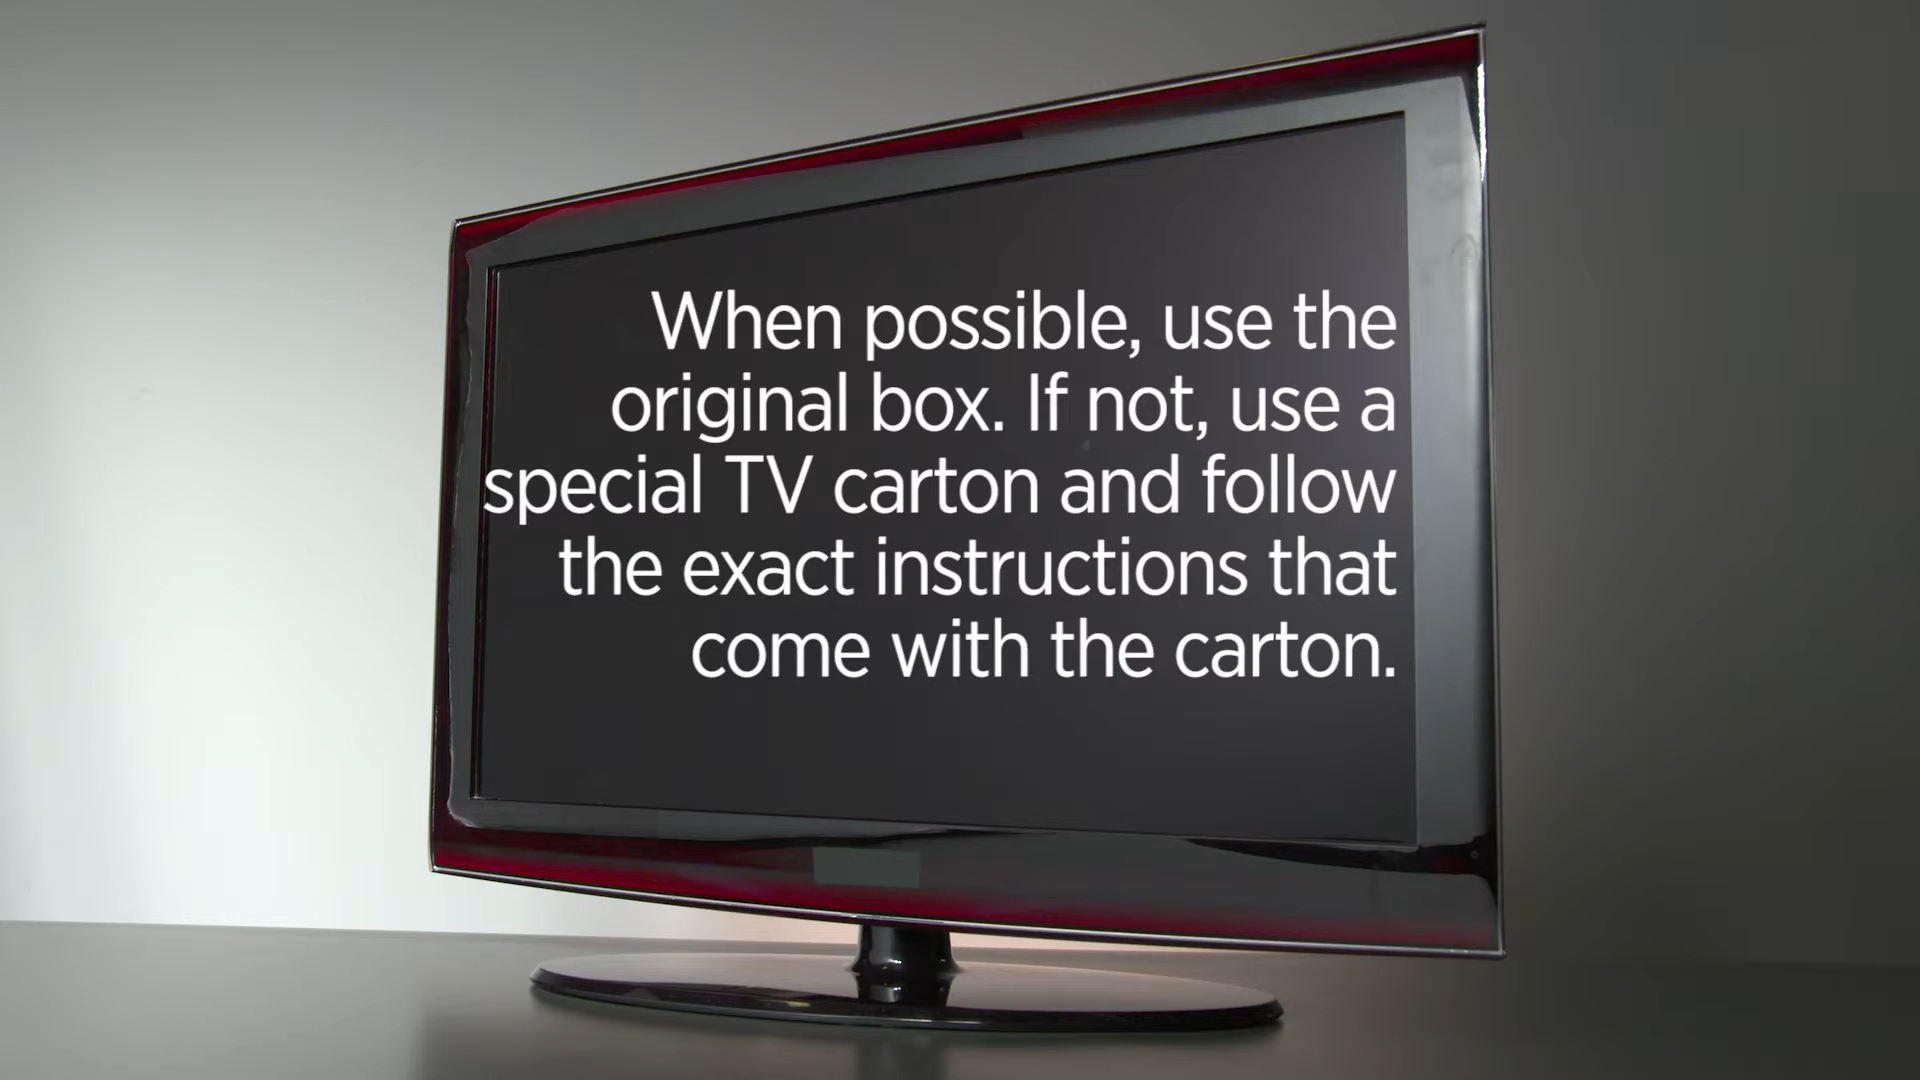 When possible, use the
original box. If not, use a
special TV carton and follow
the exact instructions that
come with the carton.